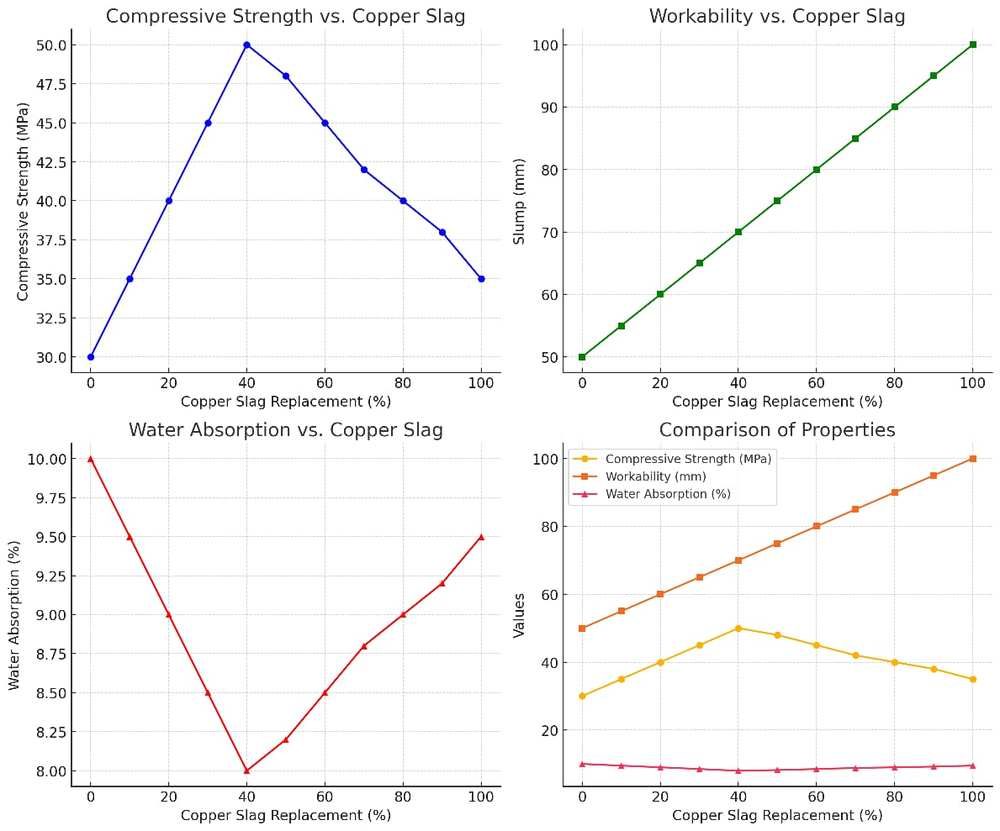 Compressive Strength vs. Copper Slag
Compressive Strength (MPa)
50.0
47.5
45.0
42.5
40.0
37.5
35.0
32.5
30.0
0 20 40 60 80 100
Copper Slag Replacement (%)
Workability vs. Copper Slag
Slump (mm)
100
90
80
70
60
50
0 20 40 60 80 100
Copper Slag Replacement (%)
Water Absorption vs. Copper Slag
Water Absorption (%)
10.00
9.75
9.50
9.25
9.00
8.75
8.50
8.25
8.00
0 20 40 60 80 100
Copper Slag Replacement (%)
Comparison of Properties
Compressive Strength (MPa)
Workability (mm)
Water Absorption (%)
Values
100
80
60
40
20
0 20 40 60 80 100
Copper Slag Replacement (%)